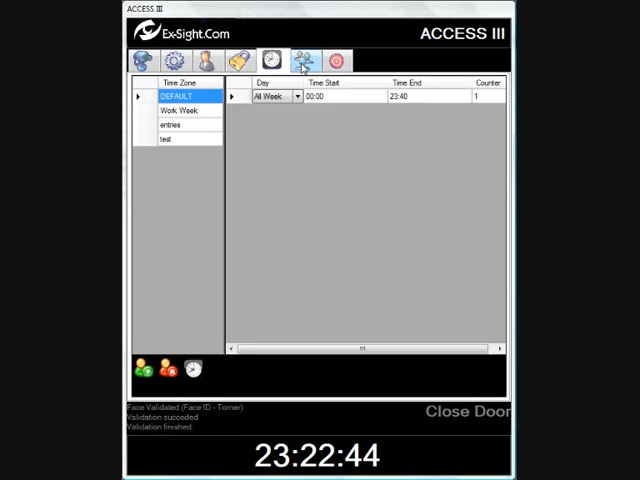 ACCESS III
Ex-Sight.Com
ACCESS III
Time Zone
Day Time Start Time End Counter
DEFAULT
All Week 00:00 23:40 1
Work Week
entries
test
Face Validated (Face ID - Tomer)
Validation succeded
Validation finished.
Close Door
23:22:44